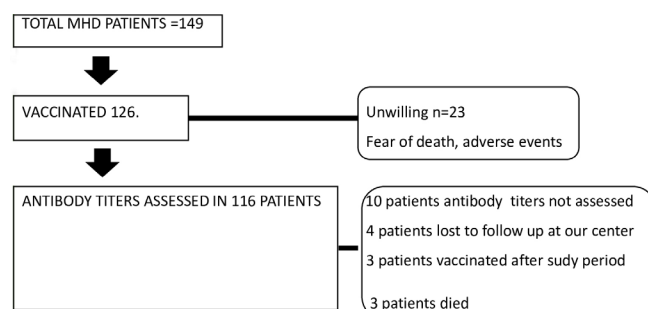 TOTAL MHD PATIENTS =149
VACCINATED 126.
Unwilling n=23
Fear of death, adverse events
ANTIBODY TITERS ASSESSED IN 116 PATIENTS
10 patients antibody titers not assessed
4 patients lost to follow up at our center
3 patients vaccinated after sudy period
3 patients died